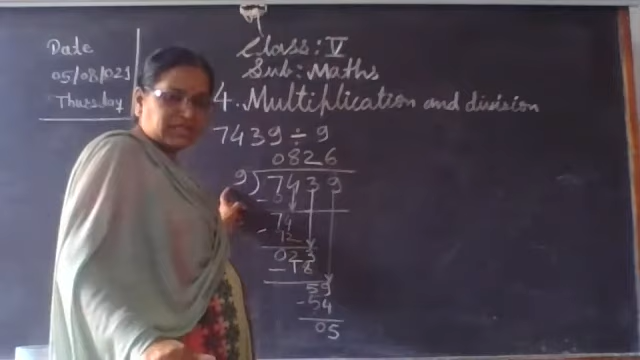 Date
05/08/021
Thursday
Class: V
Sub: Maths
4. Multiplication and division
7439 ÷ 9
0826
9) 7439
- 0
74
- 72
023
- 18
59
- 54
05